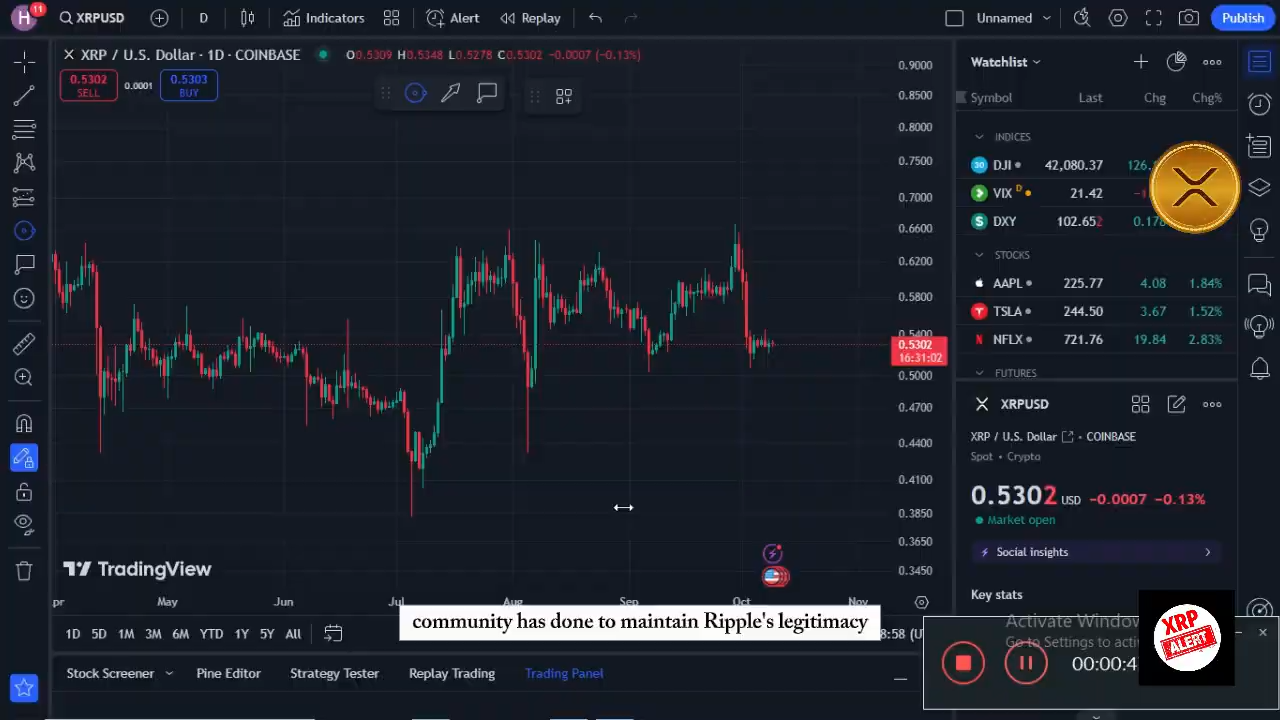 H
11
XRPUSD
D
Indicators
Alert
Replay
Unnamed
Publish
XRP / U.S. Dollar · 1D · COINBASE
O0.5309 H0.5348 L0.5278 C0.5302 -0.0007 (-0.13%)
0.5302
SELL
0.0001
0.5303
BUY
0.9000
0.8500
0.8000
0.7500
0.7000
0.6600
0.6200
0.5800
0.5400
0.5302
16:31:02
0.5000
0.4700
0.4400
0.4100
0.3850
0.3650
0.3450
Watchlist
Symbol Last Chg Chg%
INDICES
30 DJI 42,080.37 126.
VIX D 21.42
DXY 102.652 0.178
STOCKS
AAPL 225.77 4.08 1.84%
TSLA 244.50 3.67 1.52%
NFLX 721.76 19.84 2.83%
FUTURES
XRPUSD
XRP / U.S. Dollar · COINBASE
Spot · Crypto
0.5302 USD -0.0007 -0.13%
Market open
Social insights
Key stats
TradingView
pr May Jun Jul Aug Sep Oct Nov
community has done to maintain Ripple's legitimacy
1D 5D 1M 3M 6M YTD 1Y 5Y All
8:58 (U
Activate Window
Go to Settings to acti
00:00:4
XRP
ALERT
Stock Screener Pine Editor Strategy Tester Replay Trading Trading Panel